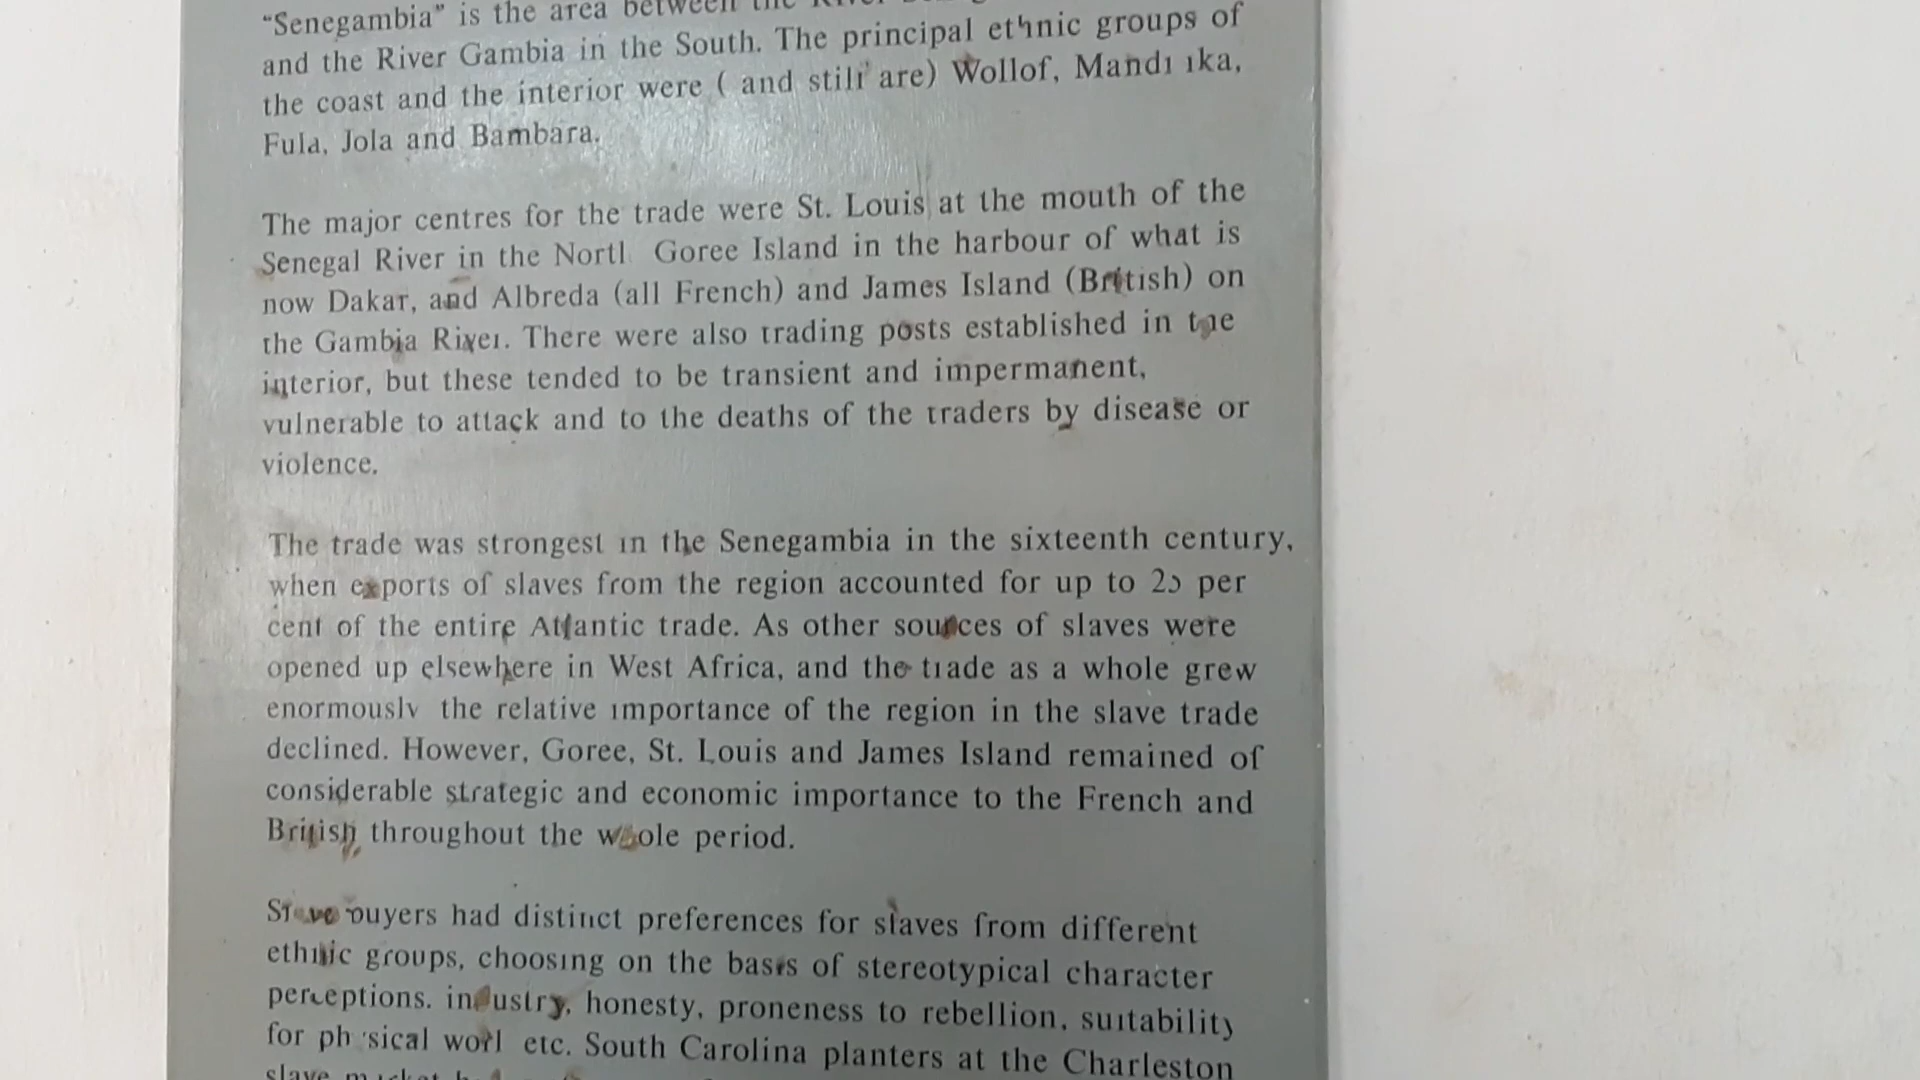 "Senegambia" is the area between the River
and the River Gambia in the South. The principal ethnic groups of
the coast and the interior were ( and still are) Wollof, Mandinka,
Fula, Jola and Bambara.
The major centres for the trade were St. Louis at the mouth of the
Senegal River in the North Goree Island in the harbour of what is
now Dakar, and Albreda (all French) and James Island (British) on
the Gambia River. There were also trading posts established in the
interior, but these tended to be transient and impermanent,
vulnerable to attack and to the deaths of the traders by disease or
violence.
The trade was strongest in the Senegambia in the sixteenth century,
when exports of slaves from the region accounted for up to 25 per
cent of the entire Atlantic trade. As other sources of slaves were
opened up elsewhere in West Africa, and the trade as a whole grew
enormously the relative importance of the region in the slave trade
declined. However, Goree, St. Louis and James Island remained of
considerable strategic and economic importance to the French and
British throughout the whole period.
Slave buyers had distinct preferences for slaves from different
ethnic groups, choosing on the basis of stereotypical character
perceptions. industry, honesty, proneness to rebellion, suitability
for physical work etc. South Carolina planters at the Charleston
slave market